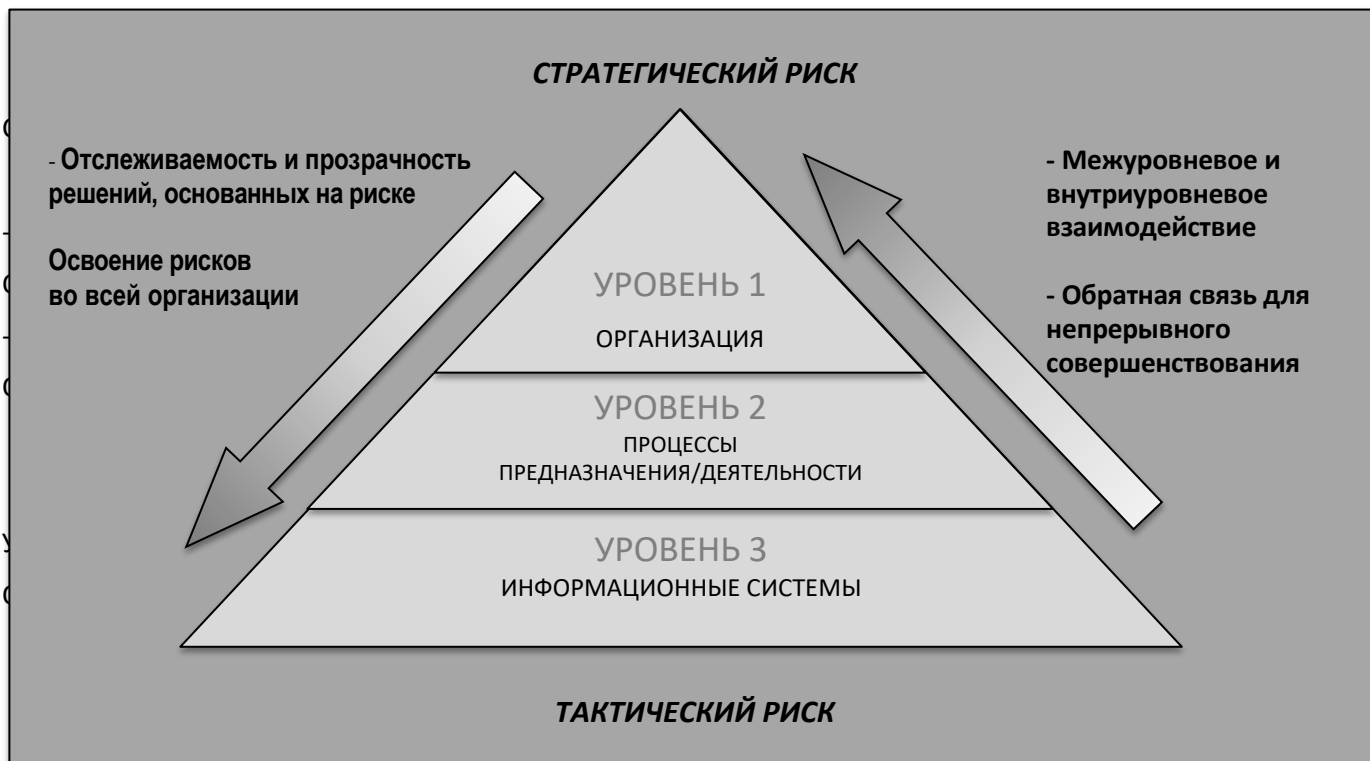 СТРАТЕГИЧЕСКИЙ РИСК
- Отслеживаемость и прозрачность
решений, основанных на риске
Освоение рисков
во всей организации
- Межуровневое и
внутриуровневое
взаимодействие
- Обратная связь для
непрерывного
совершенствования
УРОВЕНЬ 1
ОРГАНИЗАЦИЯ
УРОВЕНЬ 2
ПРОЦЕССЫ
ПРЕДНАЗНАЧЕНИЯ/ДЕЯТЕЛЬНОСТИ
УРОВЕНЬ 3
ИНФОРМАЦИОННЫЕ СИСТЕМЫ
ТАКТИЧЕСКИЙ РИСК